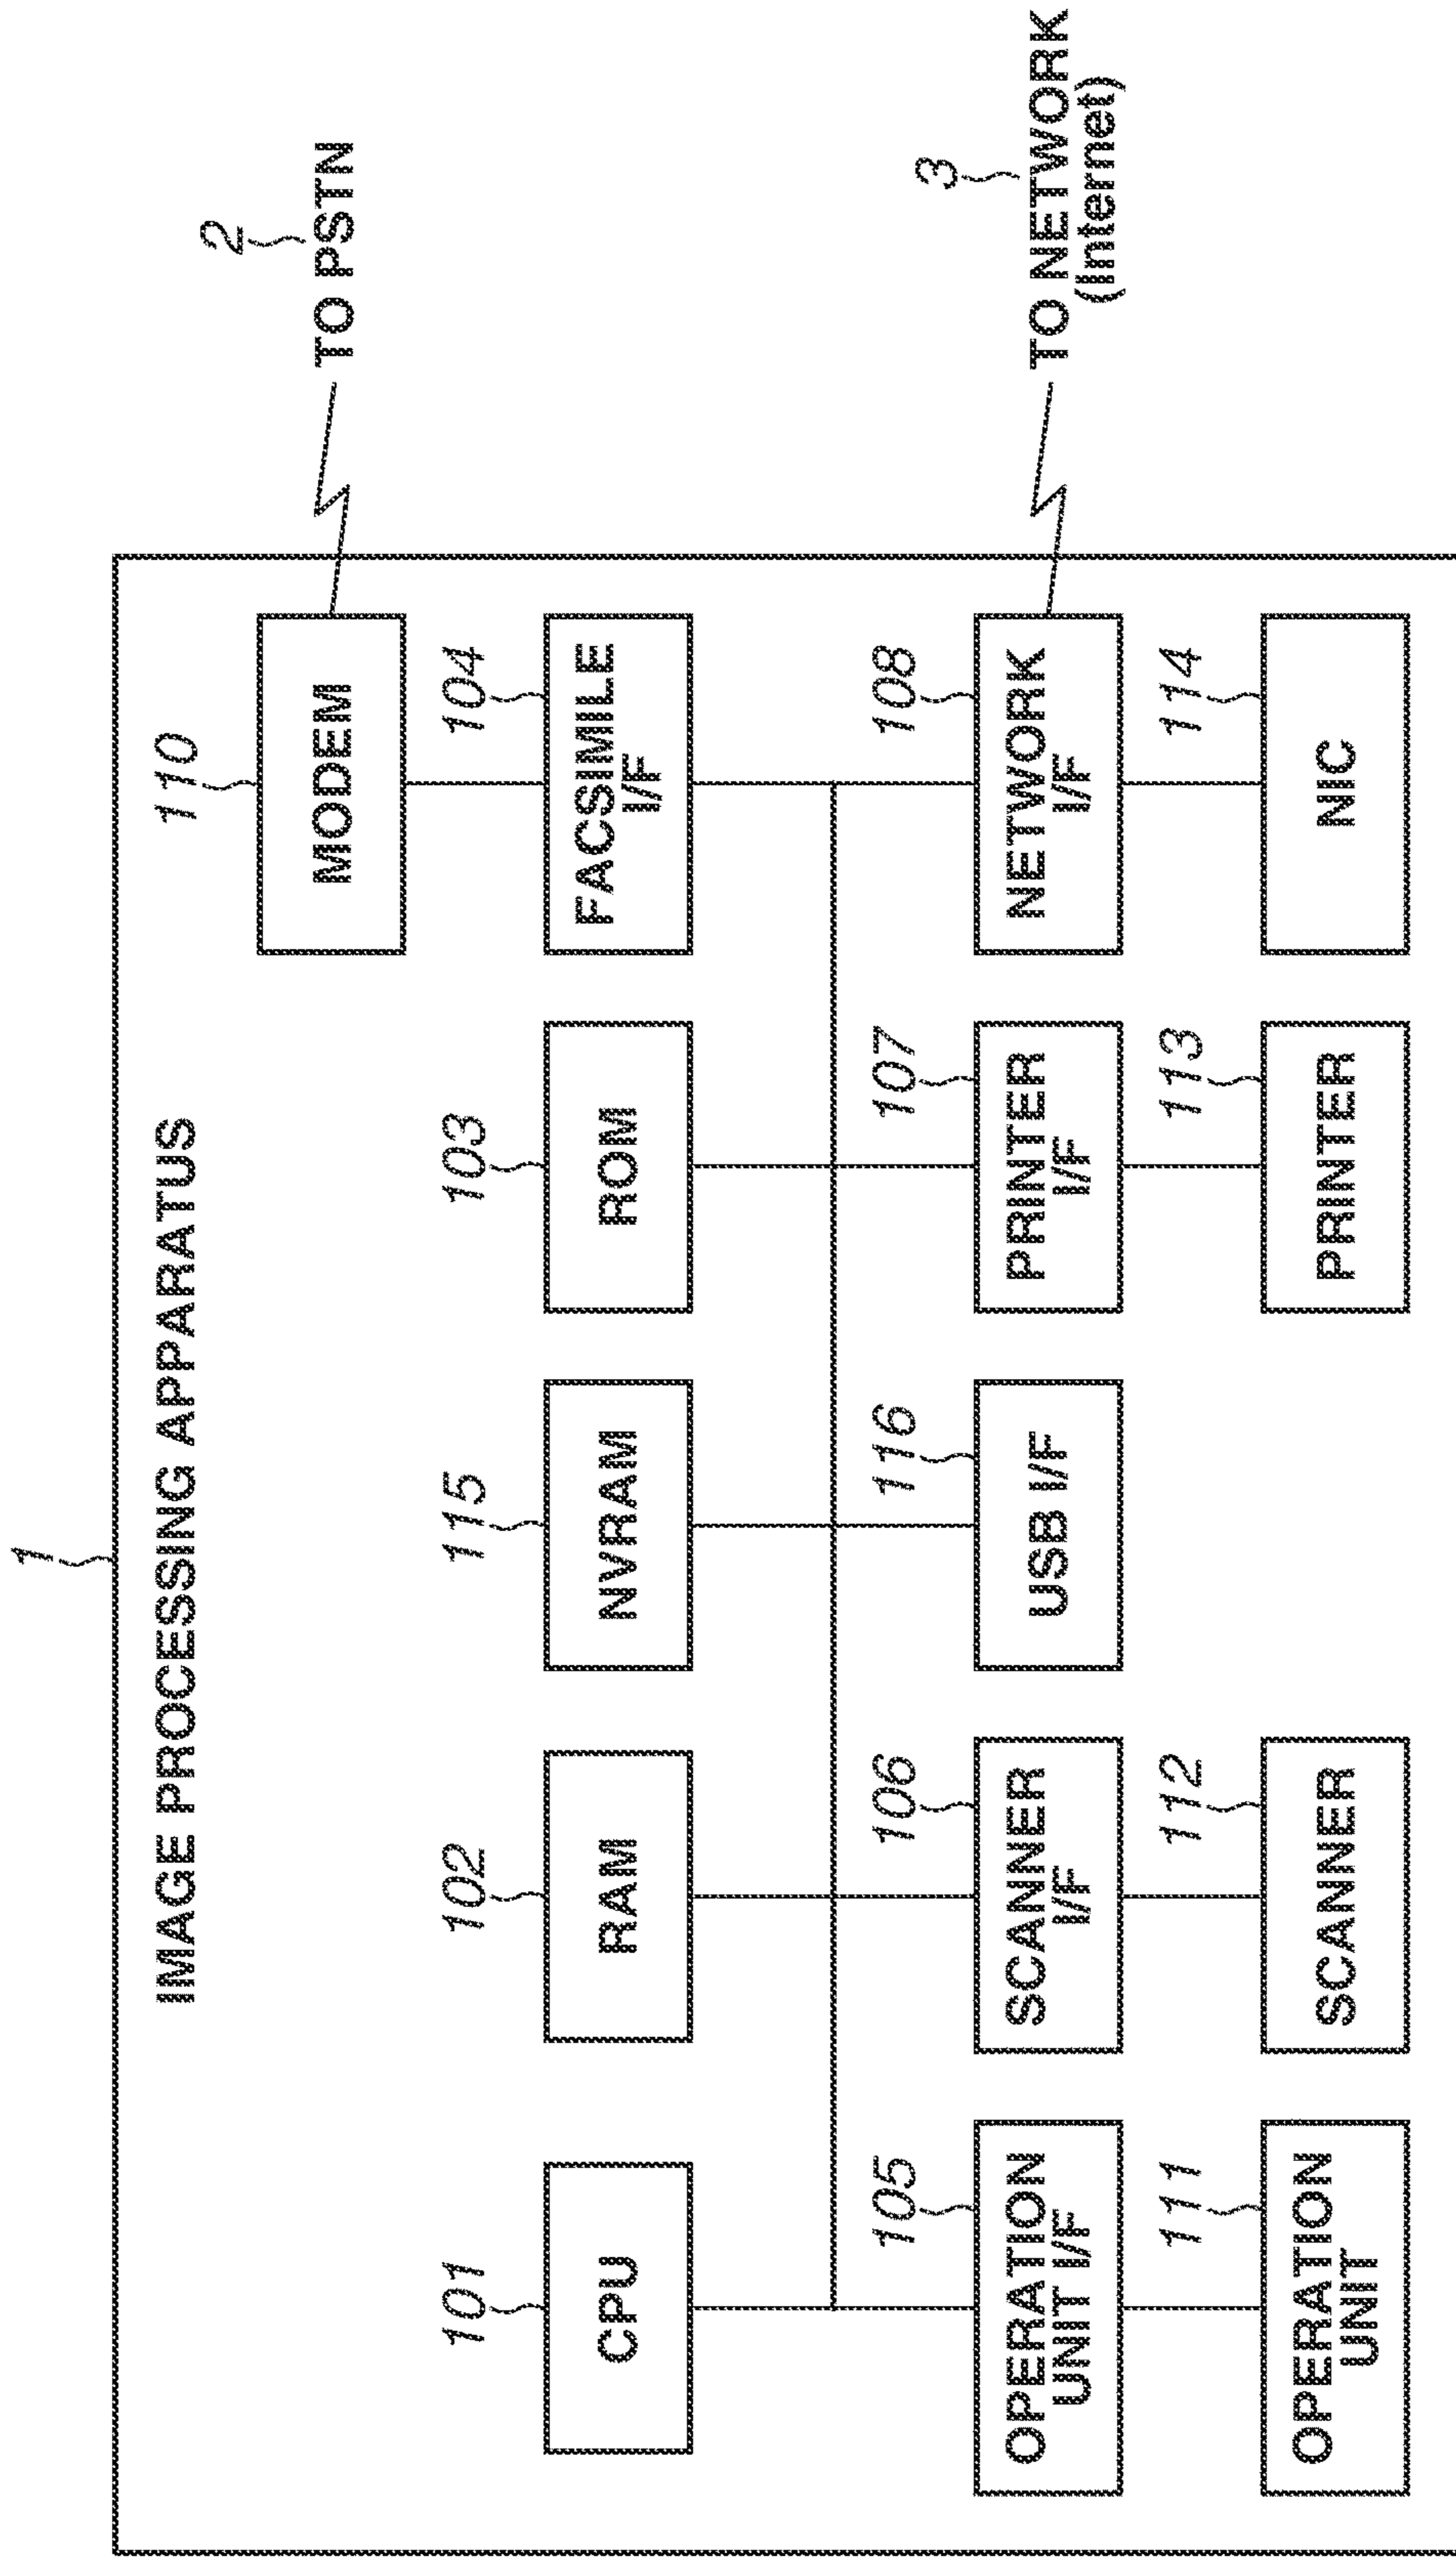 1
IMAGE PROCESSING APPARATUS
110
MODEM
2
TO PSTN
101
CPU
102
RAM
115
NVRAM
103
ROM
104
FACSIMILE
I/F
105
OPERATION
UNIT I/F
106
SCANNER
I/F
116
USB I/F
107
PRINTER
I/F
108
NETWORK
I/F
3
TO NETWORK
(Internet)
111
OPERATION
UNIT
112
SCANNER
113
PRINTER
114
NIC